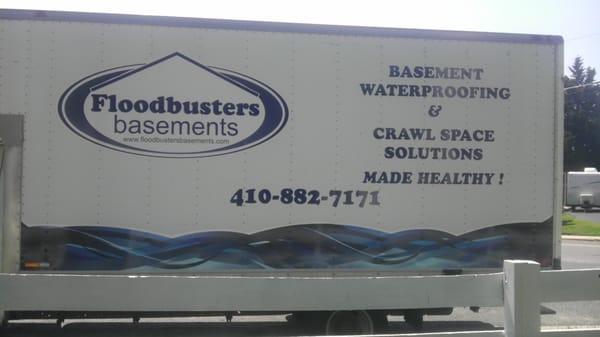 Floodbusters
basements
www.floodbustersbasements.com
BASEMENT
WATERPROOFING
&
CRAWL SPACE
SOLUTIONS
MADE HEALTHY !
410-882-7171